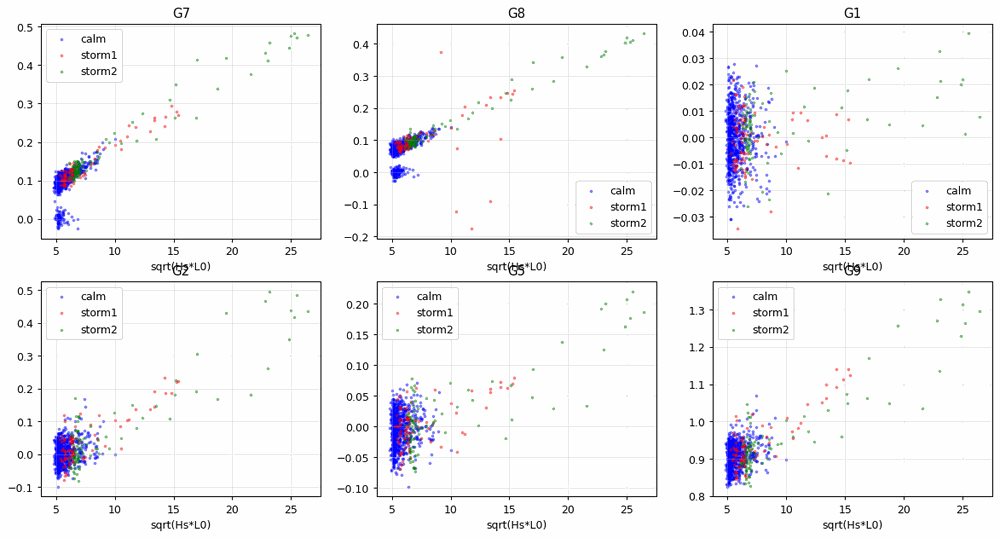 G7
G8
G1
0.5
0.4
0.3
0.2
0.1
0.0
calm
storm1
storm2
5
10
15
20
25
sqrt(Hs*L0)
0.4
0.3
0.2
0.1
0.0
−0.1
−0.2
calm
storm1
storm2
5
10
15
20
25
sqrt(Hs*L0)
0.04
0.03
0.02
0.01
0.00
−0.01
−0.02
−0.03
calm
storm1
storm2
5
10
15
20
25
sqrt(Hs*L0)
G2
G5
G9
0.5
0.4
0.3
0.2
0.1
0.0
−0.1
calm
storm1
storm2
5
10
15
20
25
sqrt(Hs*L0)
0.20
0.15
0.10
0.05
0.00
−0.05
−0.10
calm
storm1
storm2
5
10
15
20
25
sqrt(Hs*L0)
1.3
1.2
1.1
1.0
0.9
0.8
calm
storm1
storm2
5
10
15
20
25
sqrt(Hs*L0)